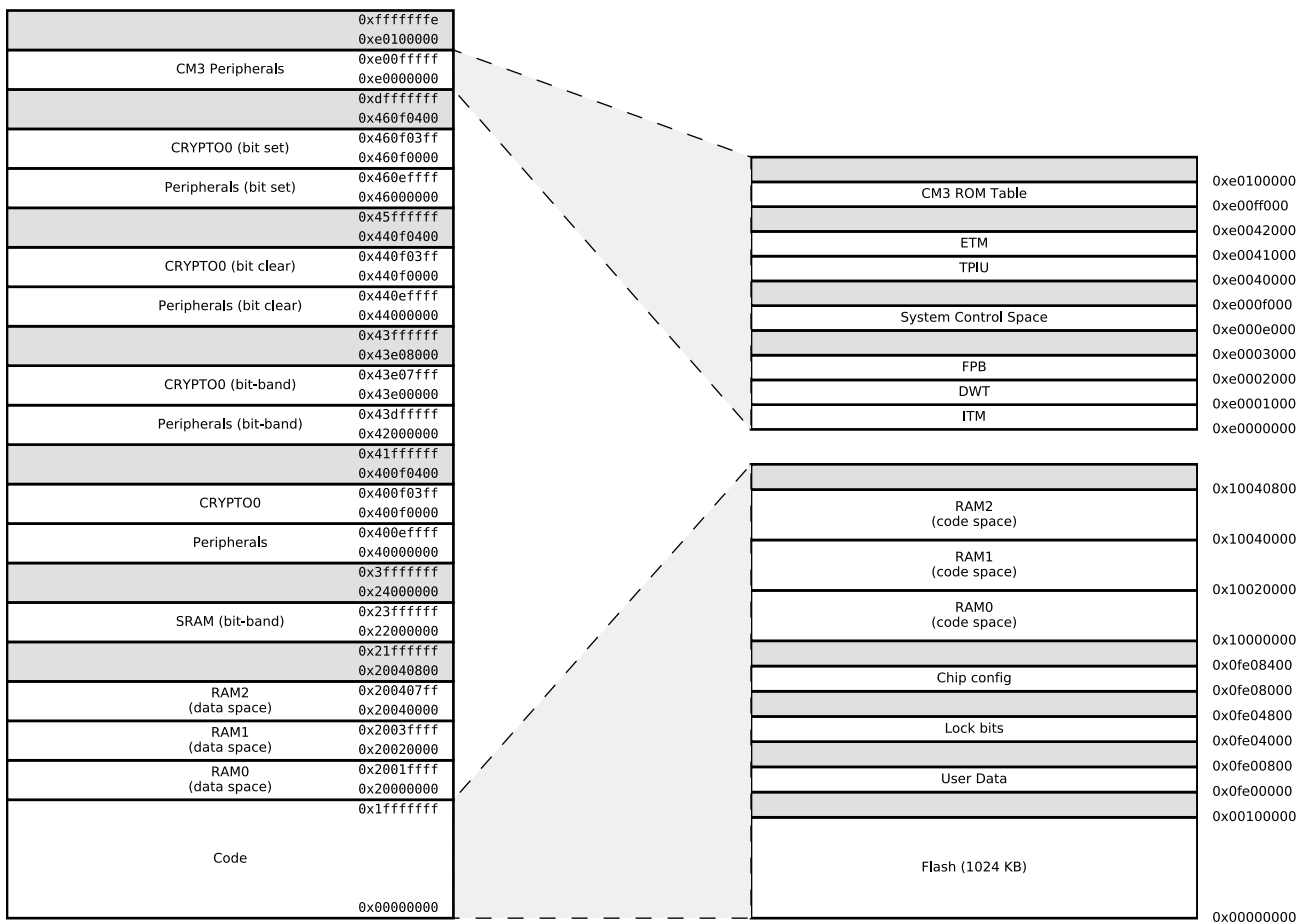 0xfffffffe
0xe0100000
CM3 Peripherals
0xe00fffff
0xe0000000
0xdfffffff
0x460f0400
CRYPTO0 (bit set)
0x460f03ff
0x460f0000
Peripherals (bit set)
0x460effff
0x46000000
0x45ffffff
0x440f0400
CRYPTO0 (bit clear)
0x440f03ff
0x440f0000
Peripherals (bit clear)
0x440effff
0x44000000
0x43ffffff
0x43e08000
CRYPTO0 (bit-band)
0x43e07fff
0x43e00000
Peripherals (bit-band)
0x43dfffff
0x42000000
0x41ffffff
0x400f0400
CRYPTO0
0x400f03ff
0x400f0000
Peripherals
0x400effff
0x40000000
0x3fffffff
0x24000000
SRAM (bit-band)
0x23ffffff
0x22000000
0x21ffffff
0x20040800
RAM2
(data space)
0x200407ff
0x20040000
RAM1
(data space)
0x2003ffff
0x20020000
RAM0
(data space)
0x2001ffff
0x20000000
0x1fffffff
Code
0x00000000
0xe0100000
CM3 ROM Table
0xe00ff000
0xe0042000
ETM
0xe0041000
TPIU
0xe0040000
0xe000f000
System Control Space
0xe000e000
0xe0003000
FPB
0xe0002000
DWT
0xe0001000
ITM
0xe0000000
0x10040800
RAM2
(code space)
0x10040000
RAM1
(code space)
0x10020000
RAM0
(code space)
0x10000000
0x0fe08400
Chip config
0x0fe08000
0x0fe04800
Lock bits
0x0fe04000
0x0fe00800
User Data
0x0fe00000
0x00100000
Flash (1024 KB)
0x00000000